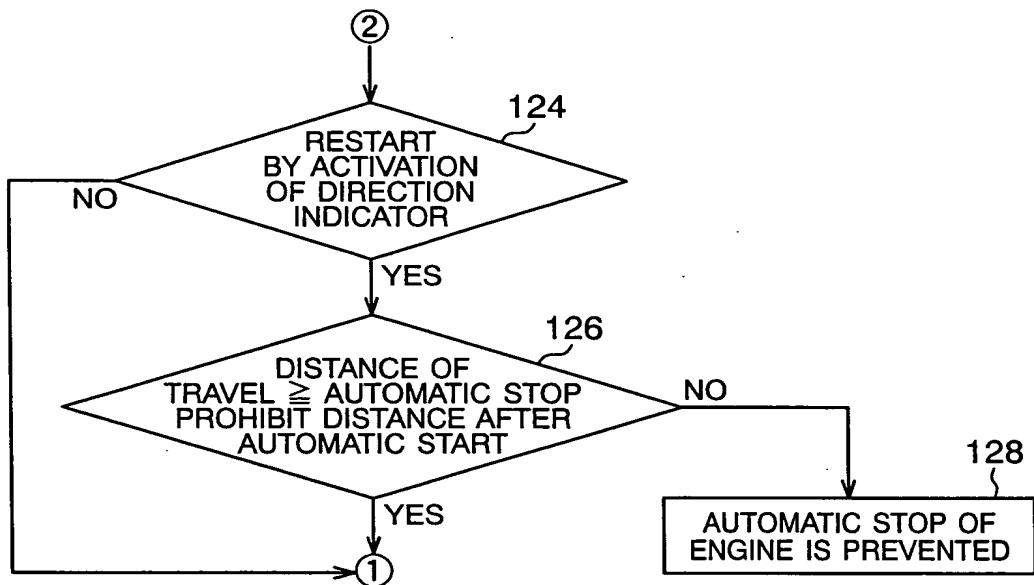 ②
124
RESTART
BY ACTIVATION
OF DIRECTION
INDICATOR
NO
YES
126
DISTANCE OF
TRAVEL ≧ AUTOMATIC STOP
PROHIBIT DISTANCE AFTER
AUTOMATIC START
NO
YES
128
AUTOMATIC STOP OF
ENGINE IS PREVENTED
①